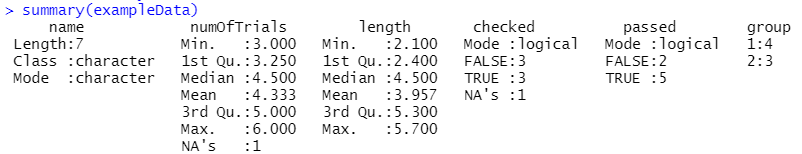 > summary(exampleData)
name numOfTrials length checked passed group
Length:7 Min. :3.000 Min. :2.100 Mode :logical Mode :logical 1:4
Class :character 1st Qu.:3.250 1st Qu.:2.400 FALSE:3 FALSE:2 2:3
Mode :character Median :4.500 Median :4.500 TRUE :3 TRUE :5
Mean :4.333 Mean :3.957 NA's :1
3rd Qu.:5.000 3rd Qu.:5.300
Max. :6.000 Max. :5.700
NA's :1